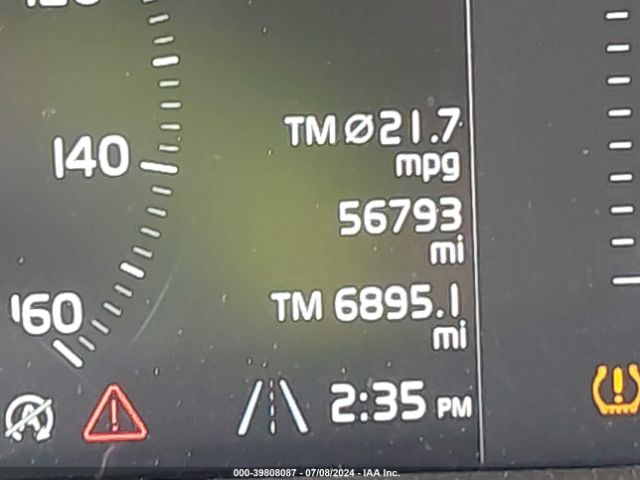 TM Ø21.7
140
mpg
56793
mi
TM 6895.1
160
mi
2:35 PM
000-39808087 - 07/08/2024 - IAA Inc.